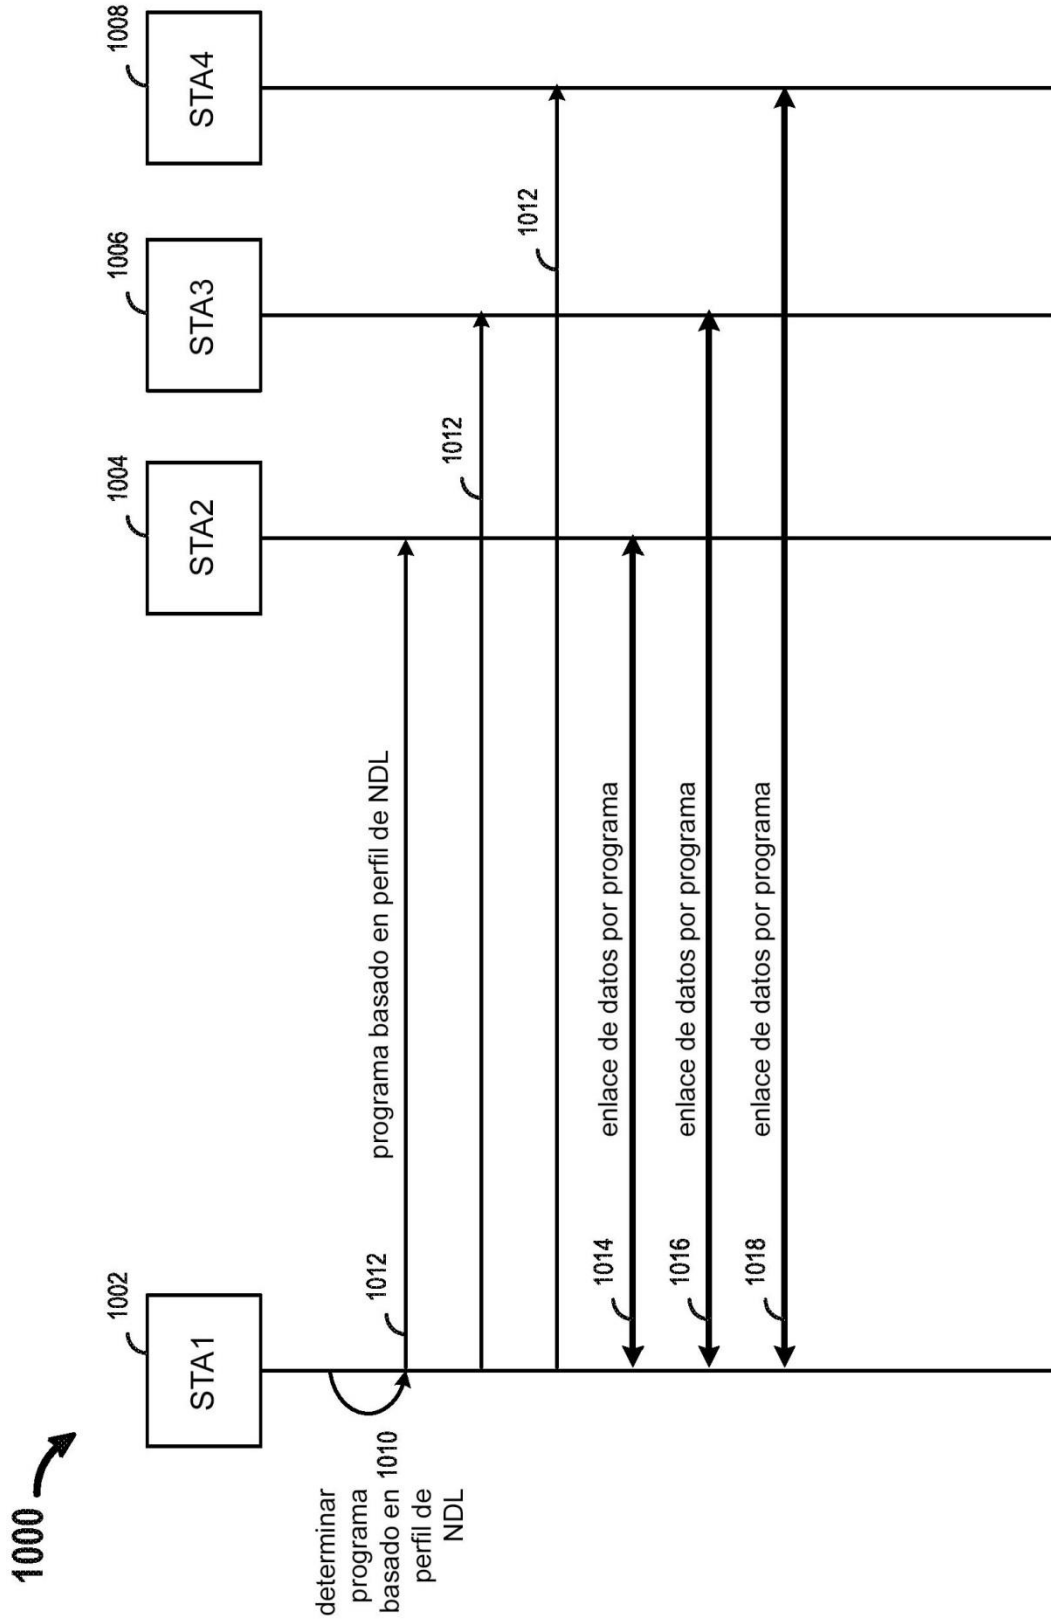 1000
1002
STA1
1004
STA2
1006
STA3
1008
STA4
determinar
programa
basado en 1010
perfil de
NDL
1012
programa basado en perfil de NDL
1012
1012
1014
enlace de datos por programa
1016
enlace de datos por programa
1018
enlace de datos por programa